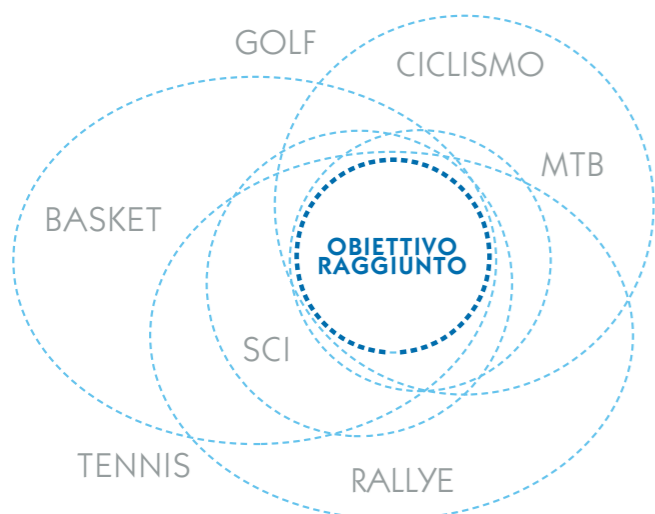 GOLF
CICLISMO
MTB
BASKET
OBIETTIVO
RAGGIUNTO
SCI
TENNIS
RALLYE